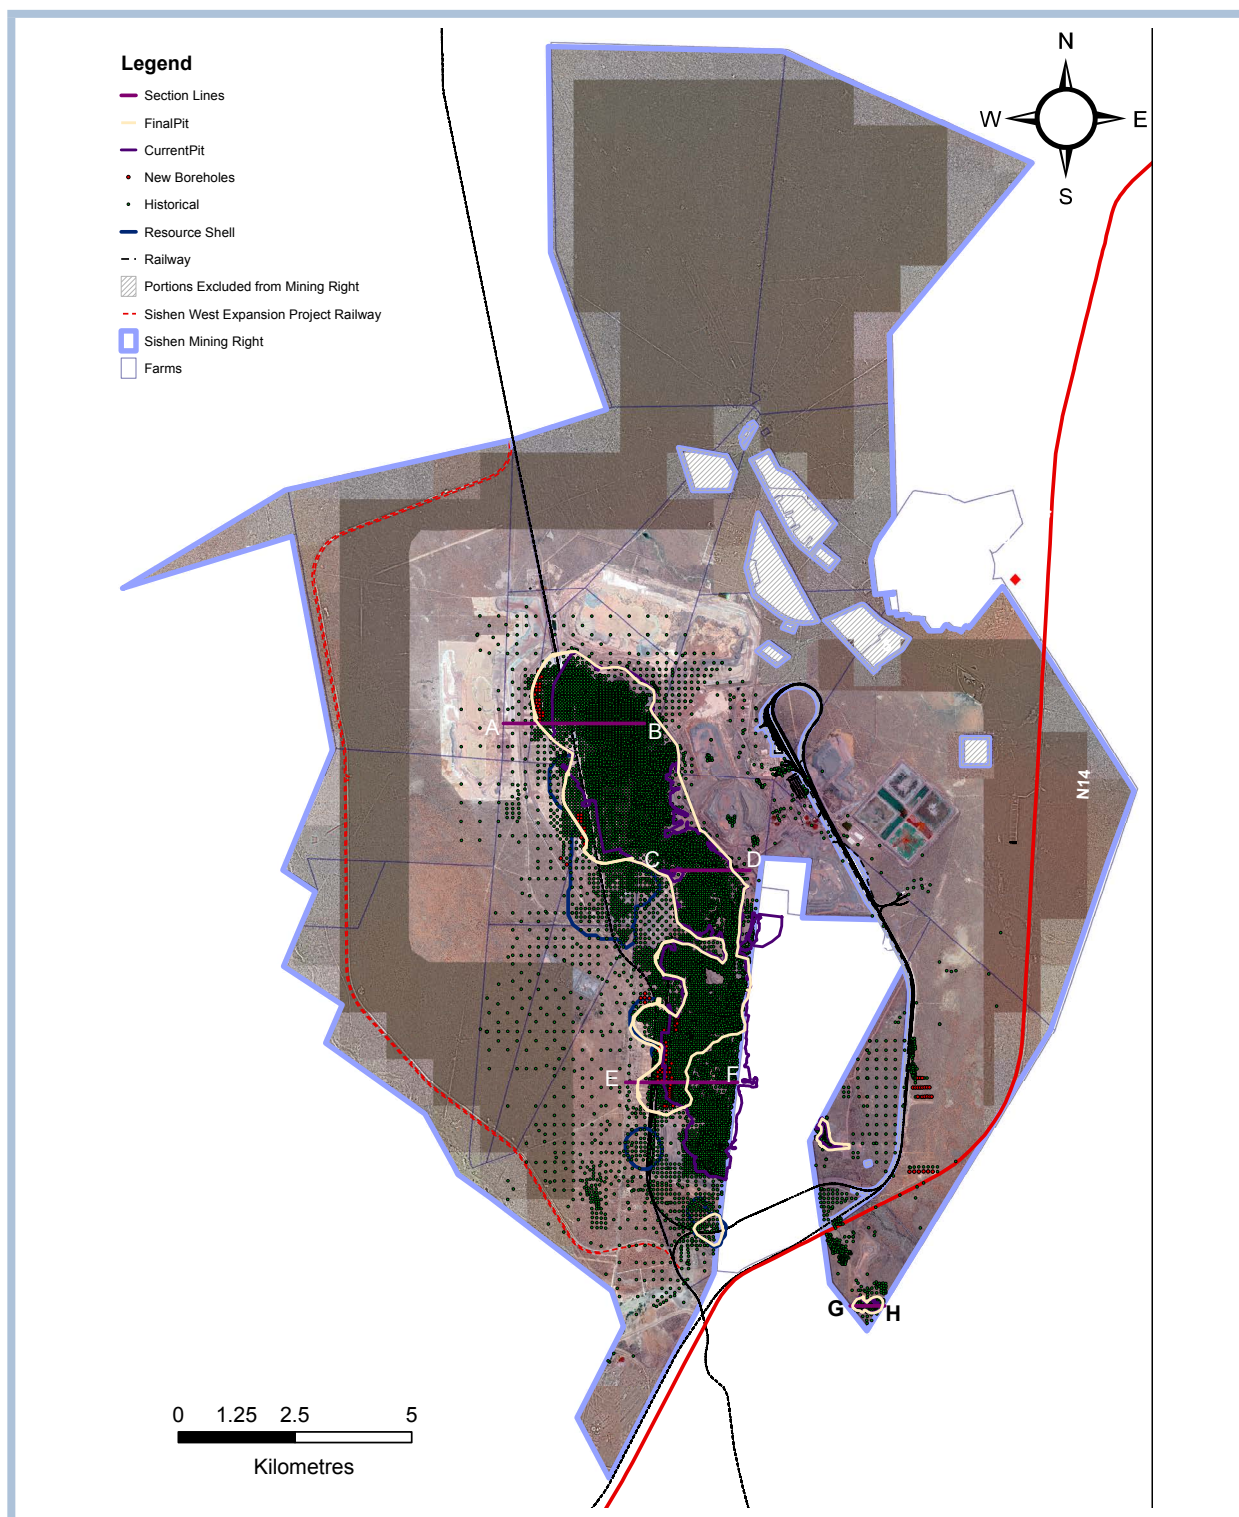 Legend
Section Lines
FinalPit
CurrentPit
New Boreholes
Historical
Resource Shell
Railway
Portions Excluded from Mining Right
Sishen West Expansion Project Railway
Sishen Mining Right
Farms
N
W E
S
A B
N14
C D
E F
G H
0 1.25 2.5 5
Kilometres